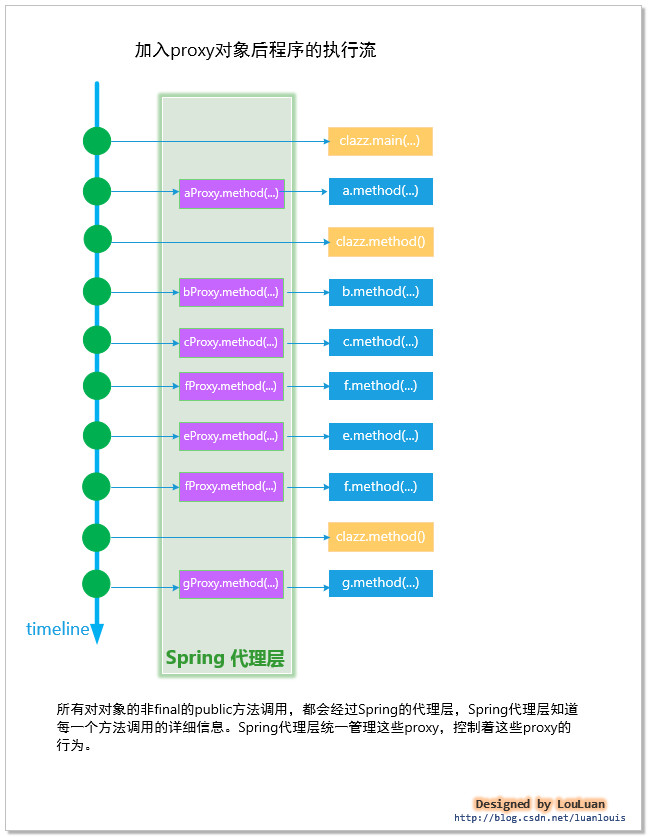 加入proxy对象后程序的执行流
clazz.main(...)
aProxy.method(...) a.method(...)
clazz.method()
bProxy.method(...) b.method(...)
cProxy.method(...) c.method(...)
fProxy.method(...) f.method(...)
eProxy.method(...) e.method(...)
fProxy.method(...) f.method(...)
clazz.method()
gProxy.method(...) g.method(...)
timeline
Spring 代理层
所有对对象的非final的public方法调用，都会经过Spring的代理层，Spring代理层知道
每一个方法调用的详细信息。Spring代理层统一管理这些proxy，控制着这些proxy的
行为。
Designed by LouLuan
http://blog.csdn.net/luanlouis